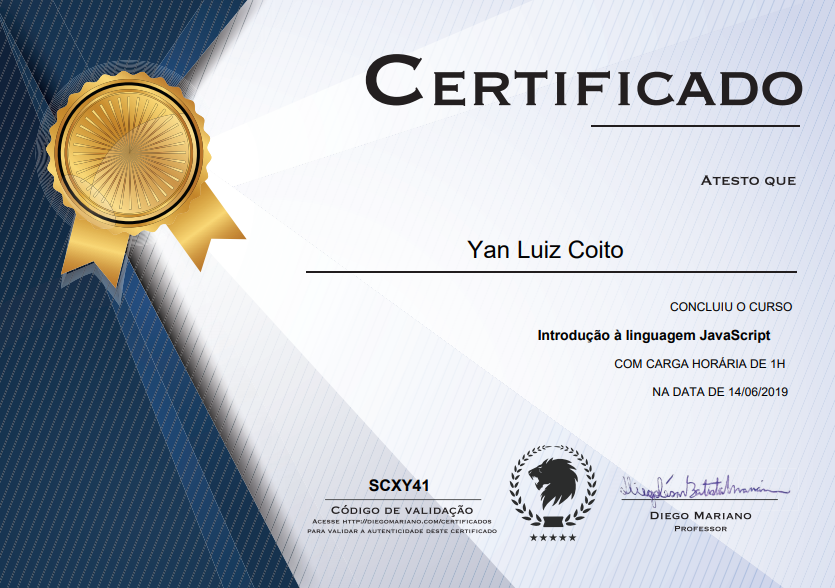 CERTIFICADO
ATESTO QUE
Yan Luiz Coito
CONCLUIU O CURSO
Introdução à linguagem JavaScript
COM CARGA HORÁRIA DE 1H
NA DATA DE 14/06/2019
SCXY41
CÓDIGO DE VALIDAÇÃO
ACESSE HTTP://DIEGOMARIANO.COM/CERTIFICADOS
PARA VALIDAR A AUTENTICIDADE DESTE CERTIFICADO
DIEGO MARIANO
PROFESSOR